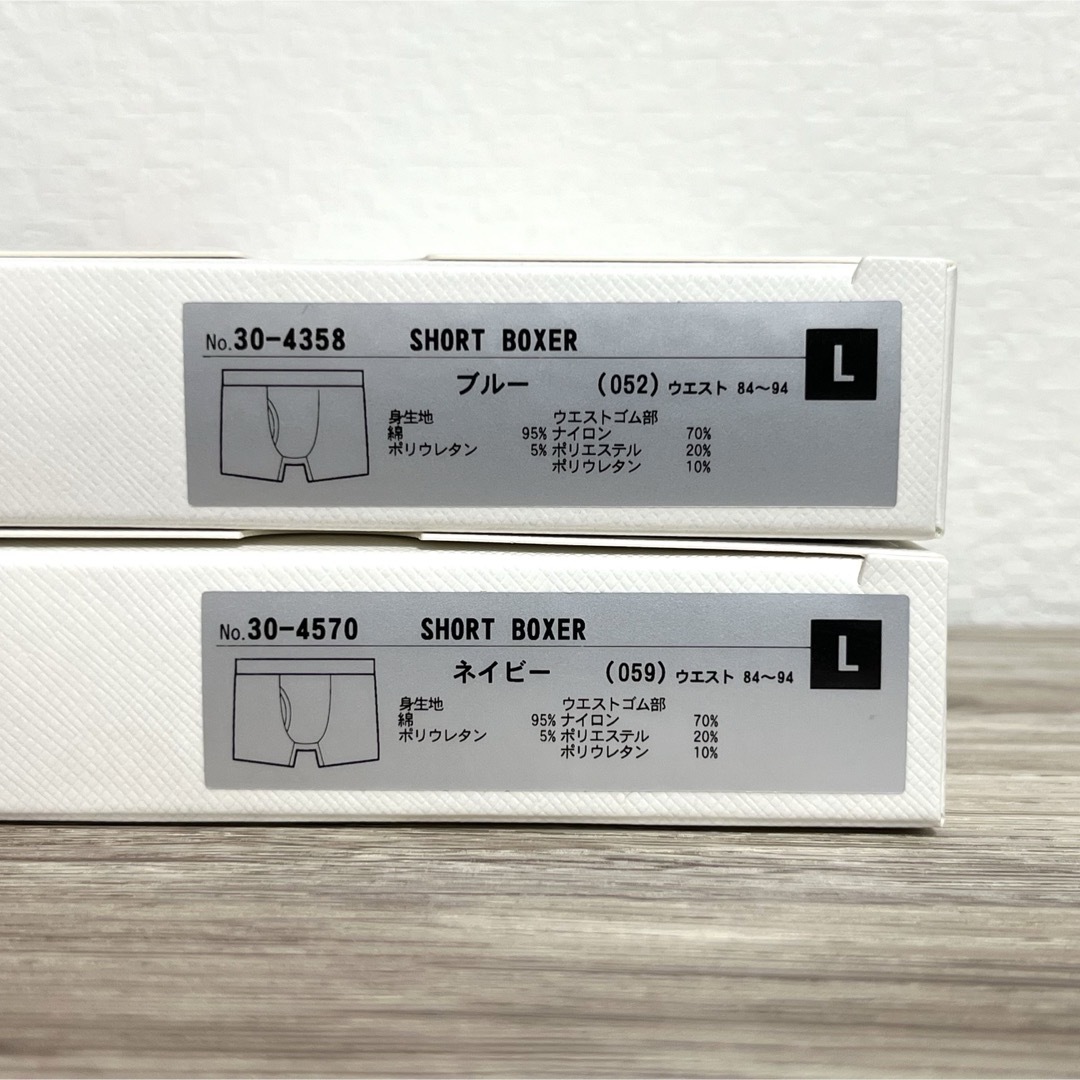 No.30-4358 SHORT BOXER L
ブルー (052) ウエスト 84〜94
身生地 ウエストゴム部
綿 95% ナイロン 70%
ポリウレタン 5% ポリエステル 20%
ポリウレタン 10%
No.30-4570 SHORT BOXER L
ネイビー (059) ウエスト 84〜94
身生地 ウエストゴム部
綿 95% ナイロン 70%
ポリウレタン 5% ポリエステル 20%
ポリウレタン 10%